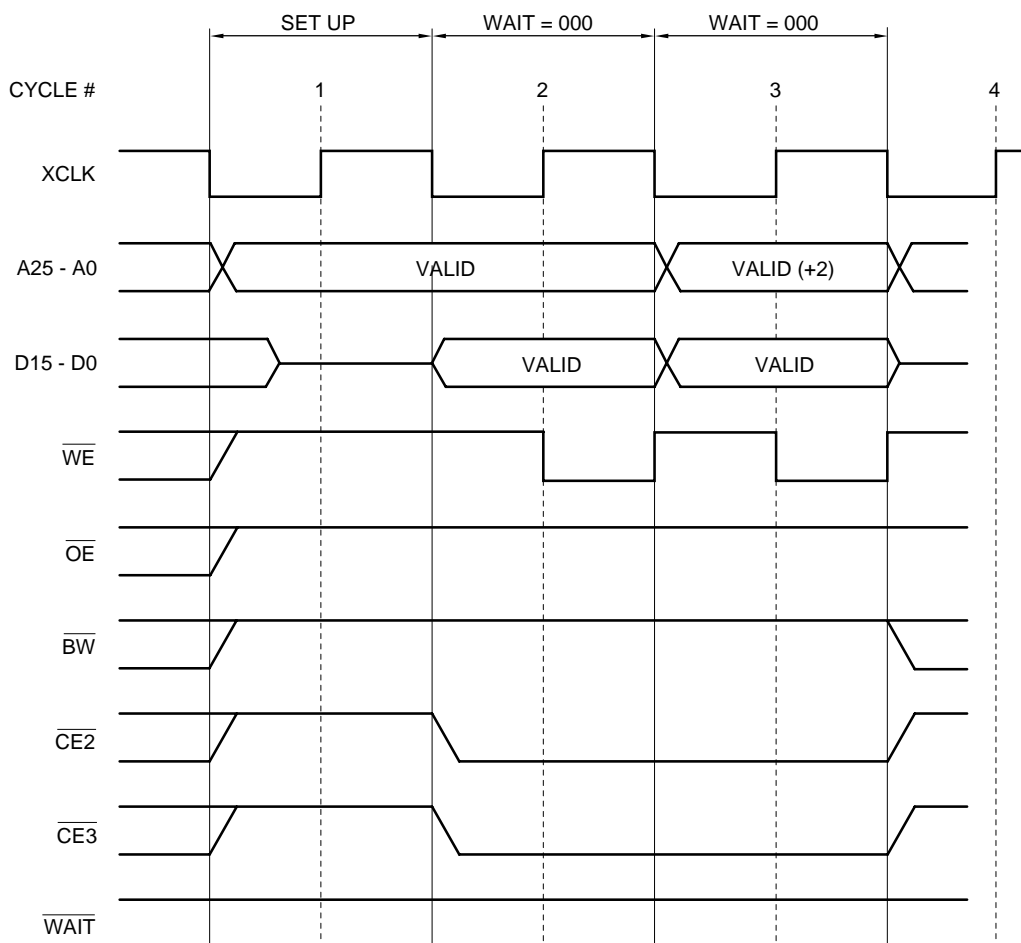 SET UP WAIT = 000 WAIT = 000
CYCLE # 1 2 3 4
XCLK
A25 - A0 VALID VALID (+2)
D15 - D0 VALID VALID
WE
OE
BW
CE2
CE3
WAIT